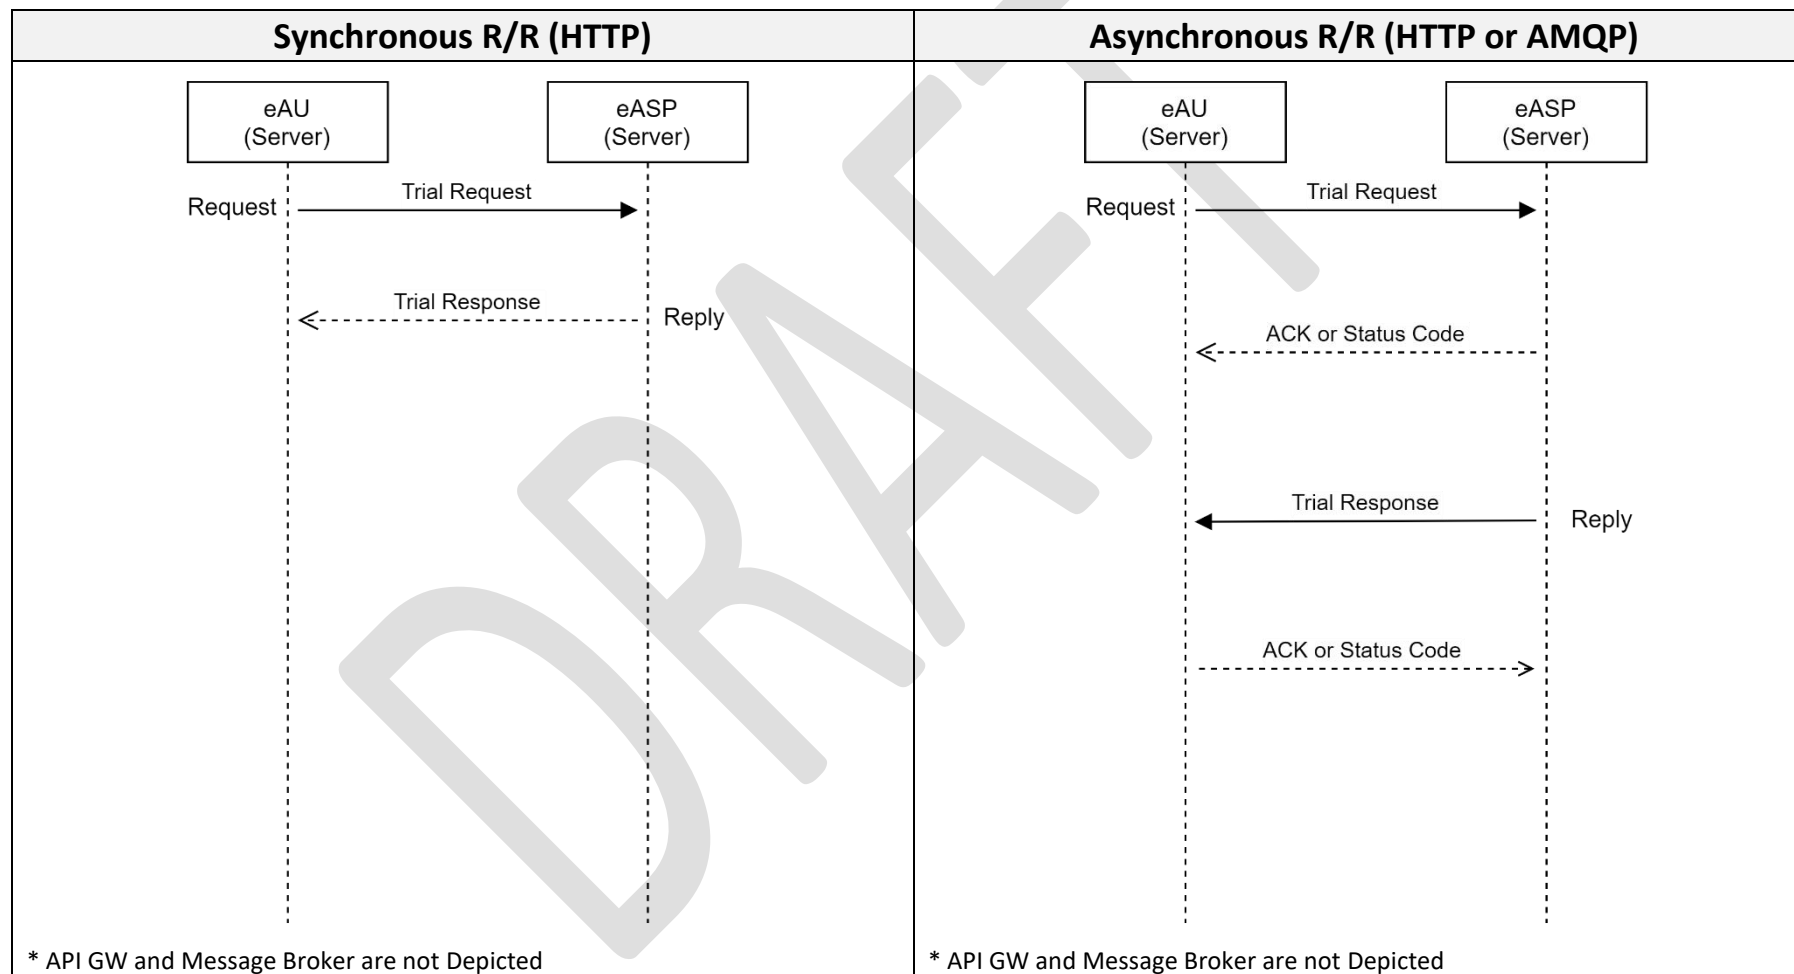 Synchronous R/R (HTTP)
eAU
(Server)
eASP
(Server)
Request
Trial Request
Trial Response
Reply
* API GW and Message Broker are not Depicted
Asynchronous R/R (HTTP or AMQP)
eAU
(Server)
eASP
(Server)
Request
Trial Request
ACK or Status Code
Trial Response
Reply
ACK or Status Code
* API GW and Message Broker are not Depicted
DRAFT